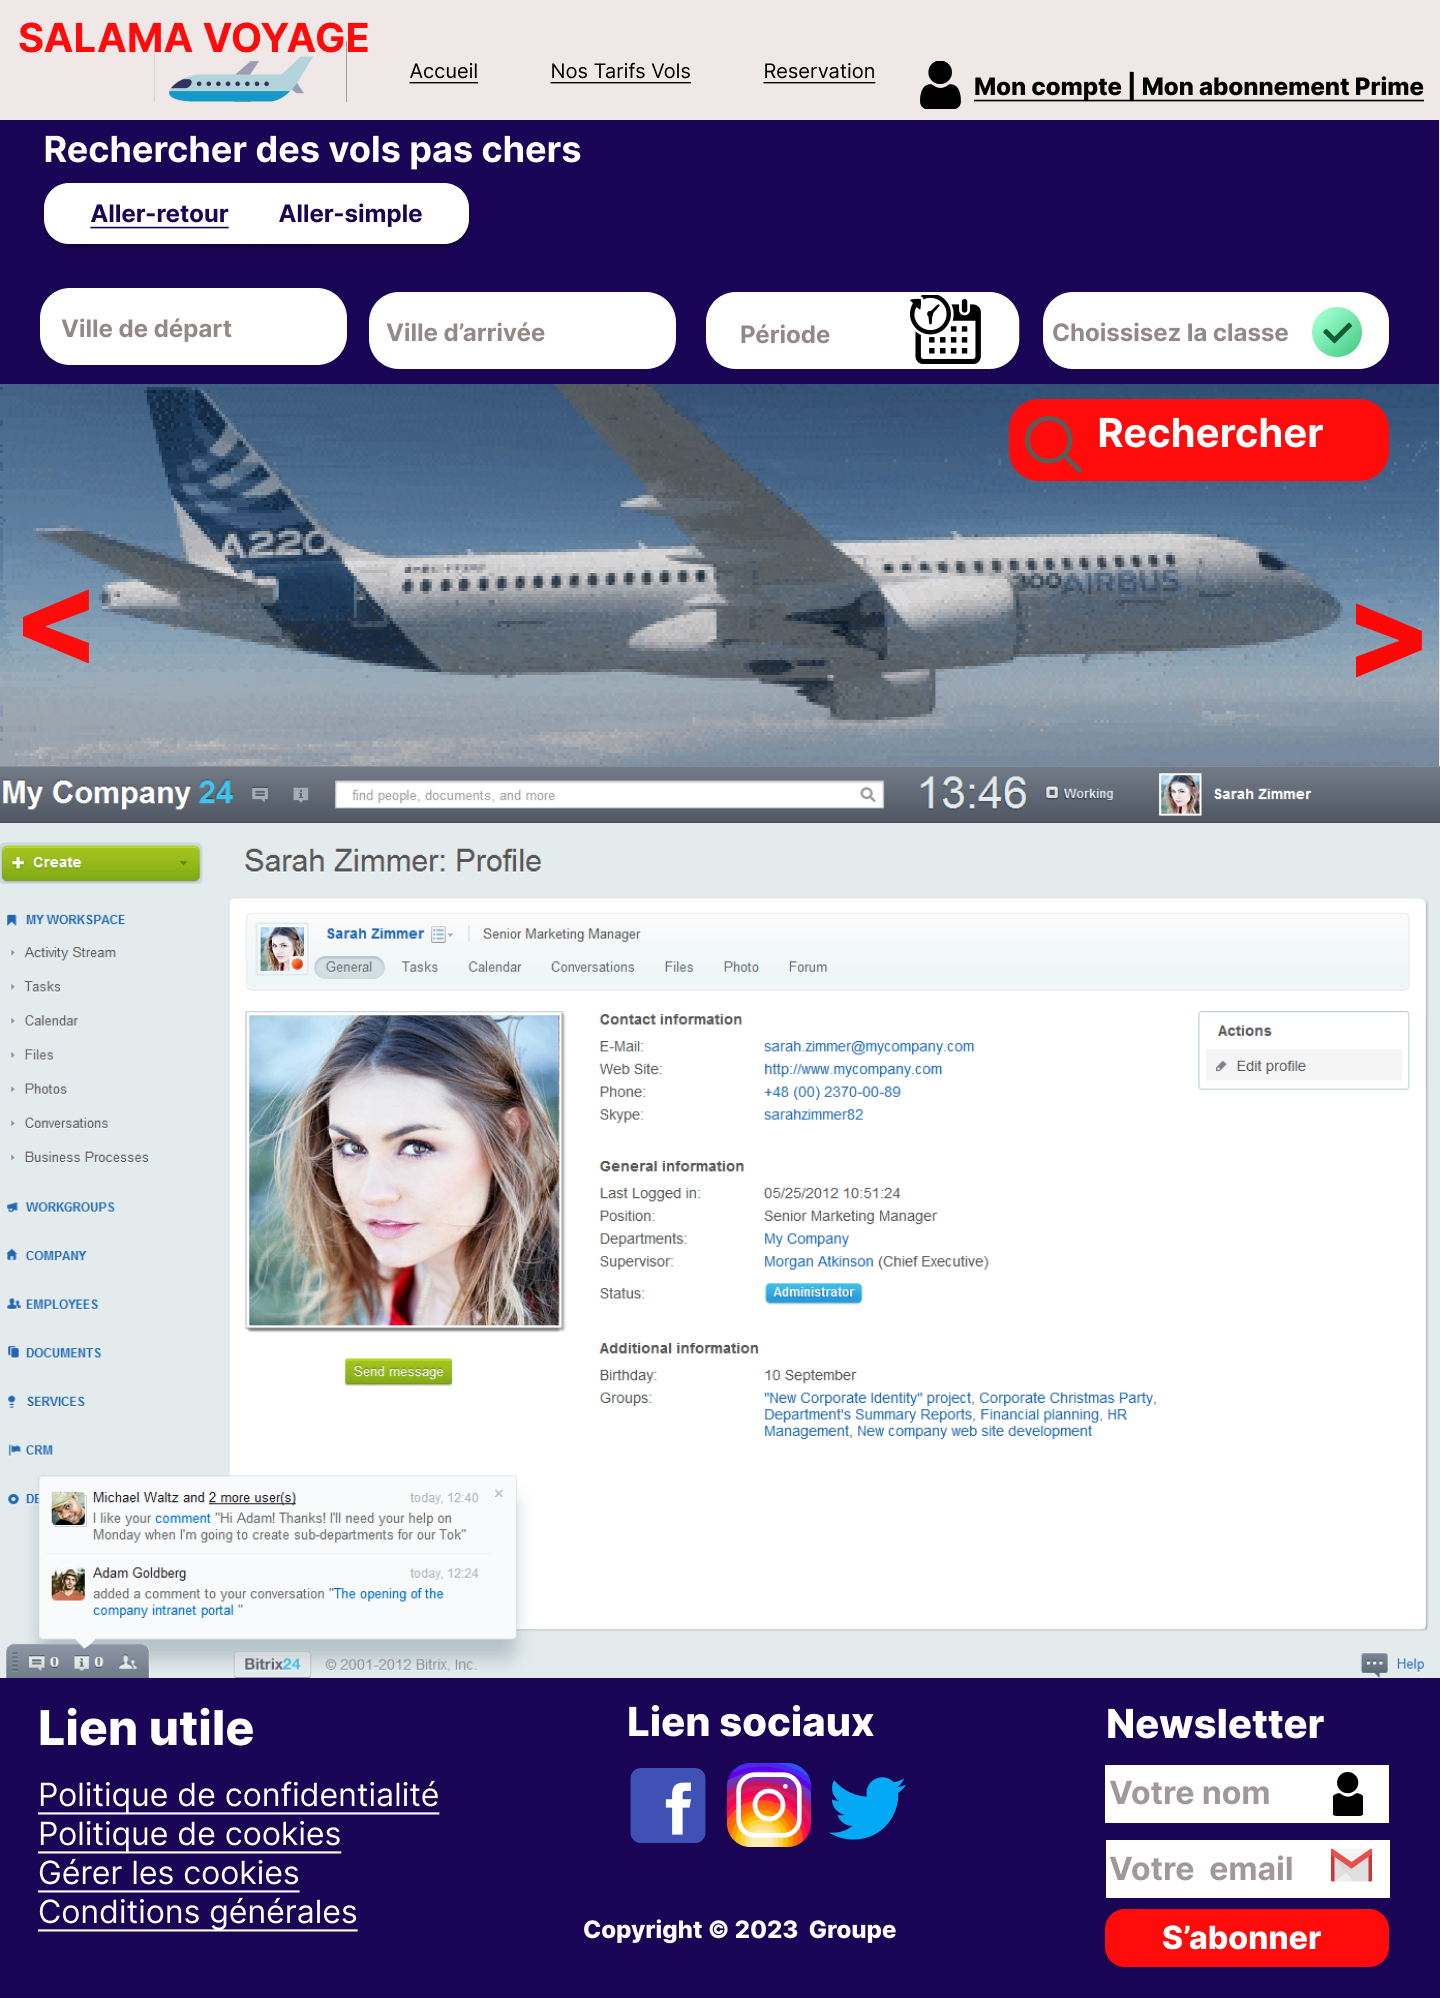 SALAMA VOYAGE
Accueil
Nos Tarifs Vols
Reservation
Mon compte | Mon abonnement Prime
Rechercher des vols pas chers
Aller-retour
Aller-simple
Ville de départ
Ville d’arrivée
Période
Choissisez la classe
Rechercher
A220
300 AIRBUS
<
>
My Company 24
find people, documents, and more
13:46
Working
Sarah Zimmer
Create
Sarah Zimmer: Profile
MY WORKSPACE
Activity Stream
Tasks
Calendar
Files
Photos
Conversations
Business Processes
WORKGROUPS
COMPANY
EMPLOYEES
DOCUMENTS
SERVICES
CRM
DE
Sarah Zimmer
Senior Marketing Manager
General
Tasks
Calendar
Conversations
Files
Photo
Forum
Send message
Contact information
E-Mail: sarah.zimmer@mycompany.com
Web Site: http://www.mycompany.com
Phone: +48 (00) 2370-00-89
Skype: sarahzimmer82
General information
Last Logged in: 05/25/2012 10:51:24
Position: Senior Marketing Manager
Departments: My Company
Supervisor: Morgan Atkinson (Chief Executive)
Status: Administrator
Additional information
Birthday: 10 September
Groups: "New Corporate Identity" project, Corporate Christmas Party,
Department's Summary Reports, Financial planning, HR
Management, New company web site development
Actions
Edit profile
Michael Waltz and 2 more user(s)
today, 12:40
I like your comment "Hi Adam! Thanks! I'll need your help on
Monday when I'm going to create sub-departments for our Tok"
Adam Goldberg
today, 12:24
added a comment to your conversation "The opening of the
company intranet portal "
0
0
Bitrix24
© 2001-2012 Bitrix, Inc.
Help
Lien utile
Politique de confidentialité
Politique de cookies
Gérer les cookies
Conditions générales
Lien sociaux
Copyright © 2023  Groupe
Newsletter
Votre nom
Votre  email
S’abonner